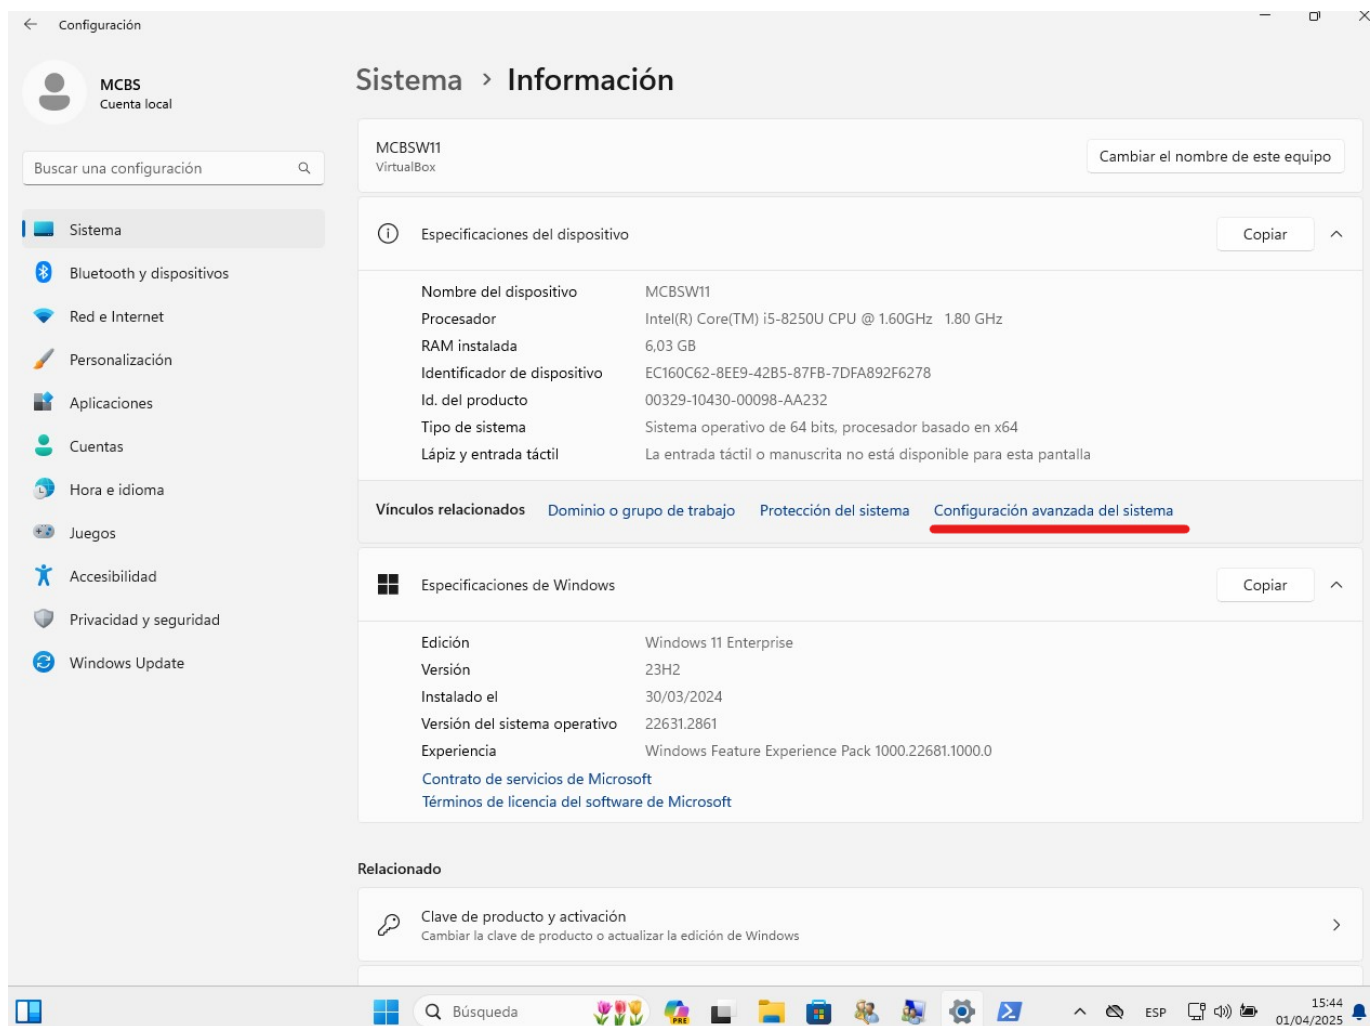 Configuración
MCBS
Cuenta local
Buscar una configuración
Sistema
Bluetooth y dispositivos
Red e Internet
Personalización
Aplicaciones
Cuentas
Hora e idioma
Juegos
Accesibilidad
Privacidad y seguridad
Windows Update
Sistema > Información
MCBSW11
VirtualBox
Cambiar el nombre de este equipo
Especificaciones del dispositivo Copiar
Nombre del dispositivo MCBSW11
Procesador Intel(R) Core(TM) i5-8250U CPU @ 1.60GHz 1.80 GHz
RAM instalada 6,03 GB
Identificador de dispositivo EC160C62-8EE9-42B5-87FB-7DFA892F6278
Id. del producto 00329-10430-00098-AA232
Tipo de sistema Sistema operativo de 64 bits, procesador basado en x64
Lápiz y entrada táctil La entrada táctil o manuscrita no está disponible para esta pantalla
Vínculos relacionados Dominio o grupo de trabajo Protección del sistema Configuración avanzada del sistema
Especificaciones de Windows Copiar
Edición Windows 11 Enterprise
Versión 23H2
Instalado el 30/03/2024
Versión del sistema operativo 22631.2861
Experiencia Windows Feature Experience Pack 1000.22681.1000.0
Contrato de servicios de Microsoft
Términos de licencia del software de Microsoft
Relacionado
Clave de producto y activación
Cambiar la clave de producto o actualizar la edición de Windows
Búsqueda
PRE
ESP
15:44
01/04/2025